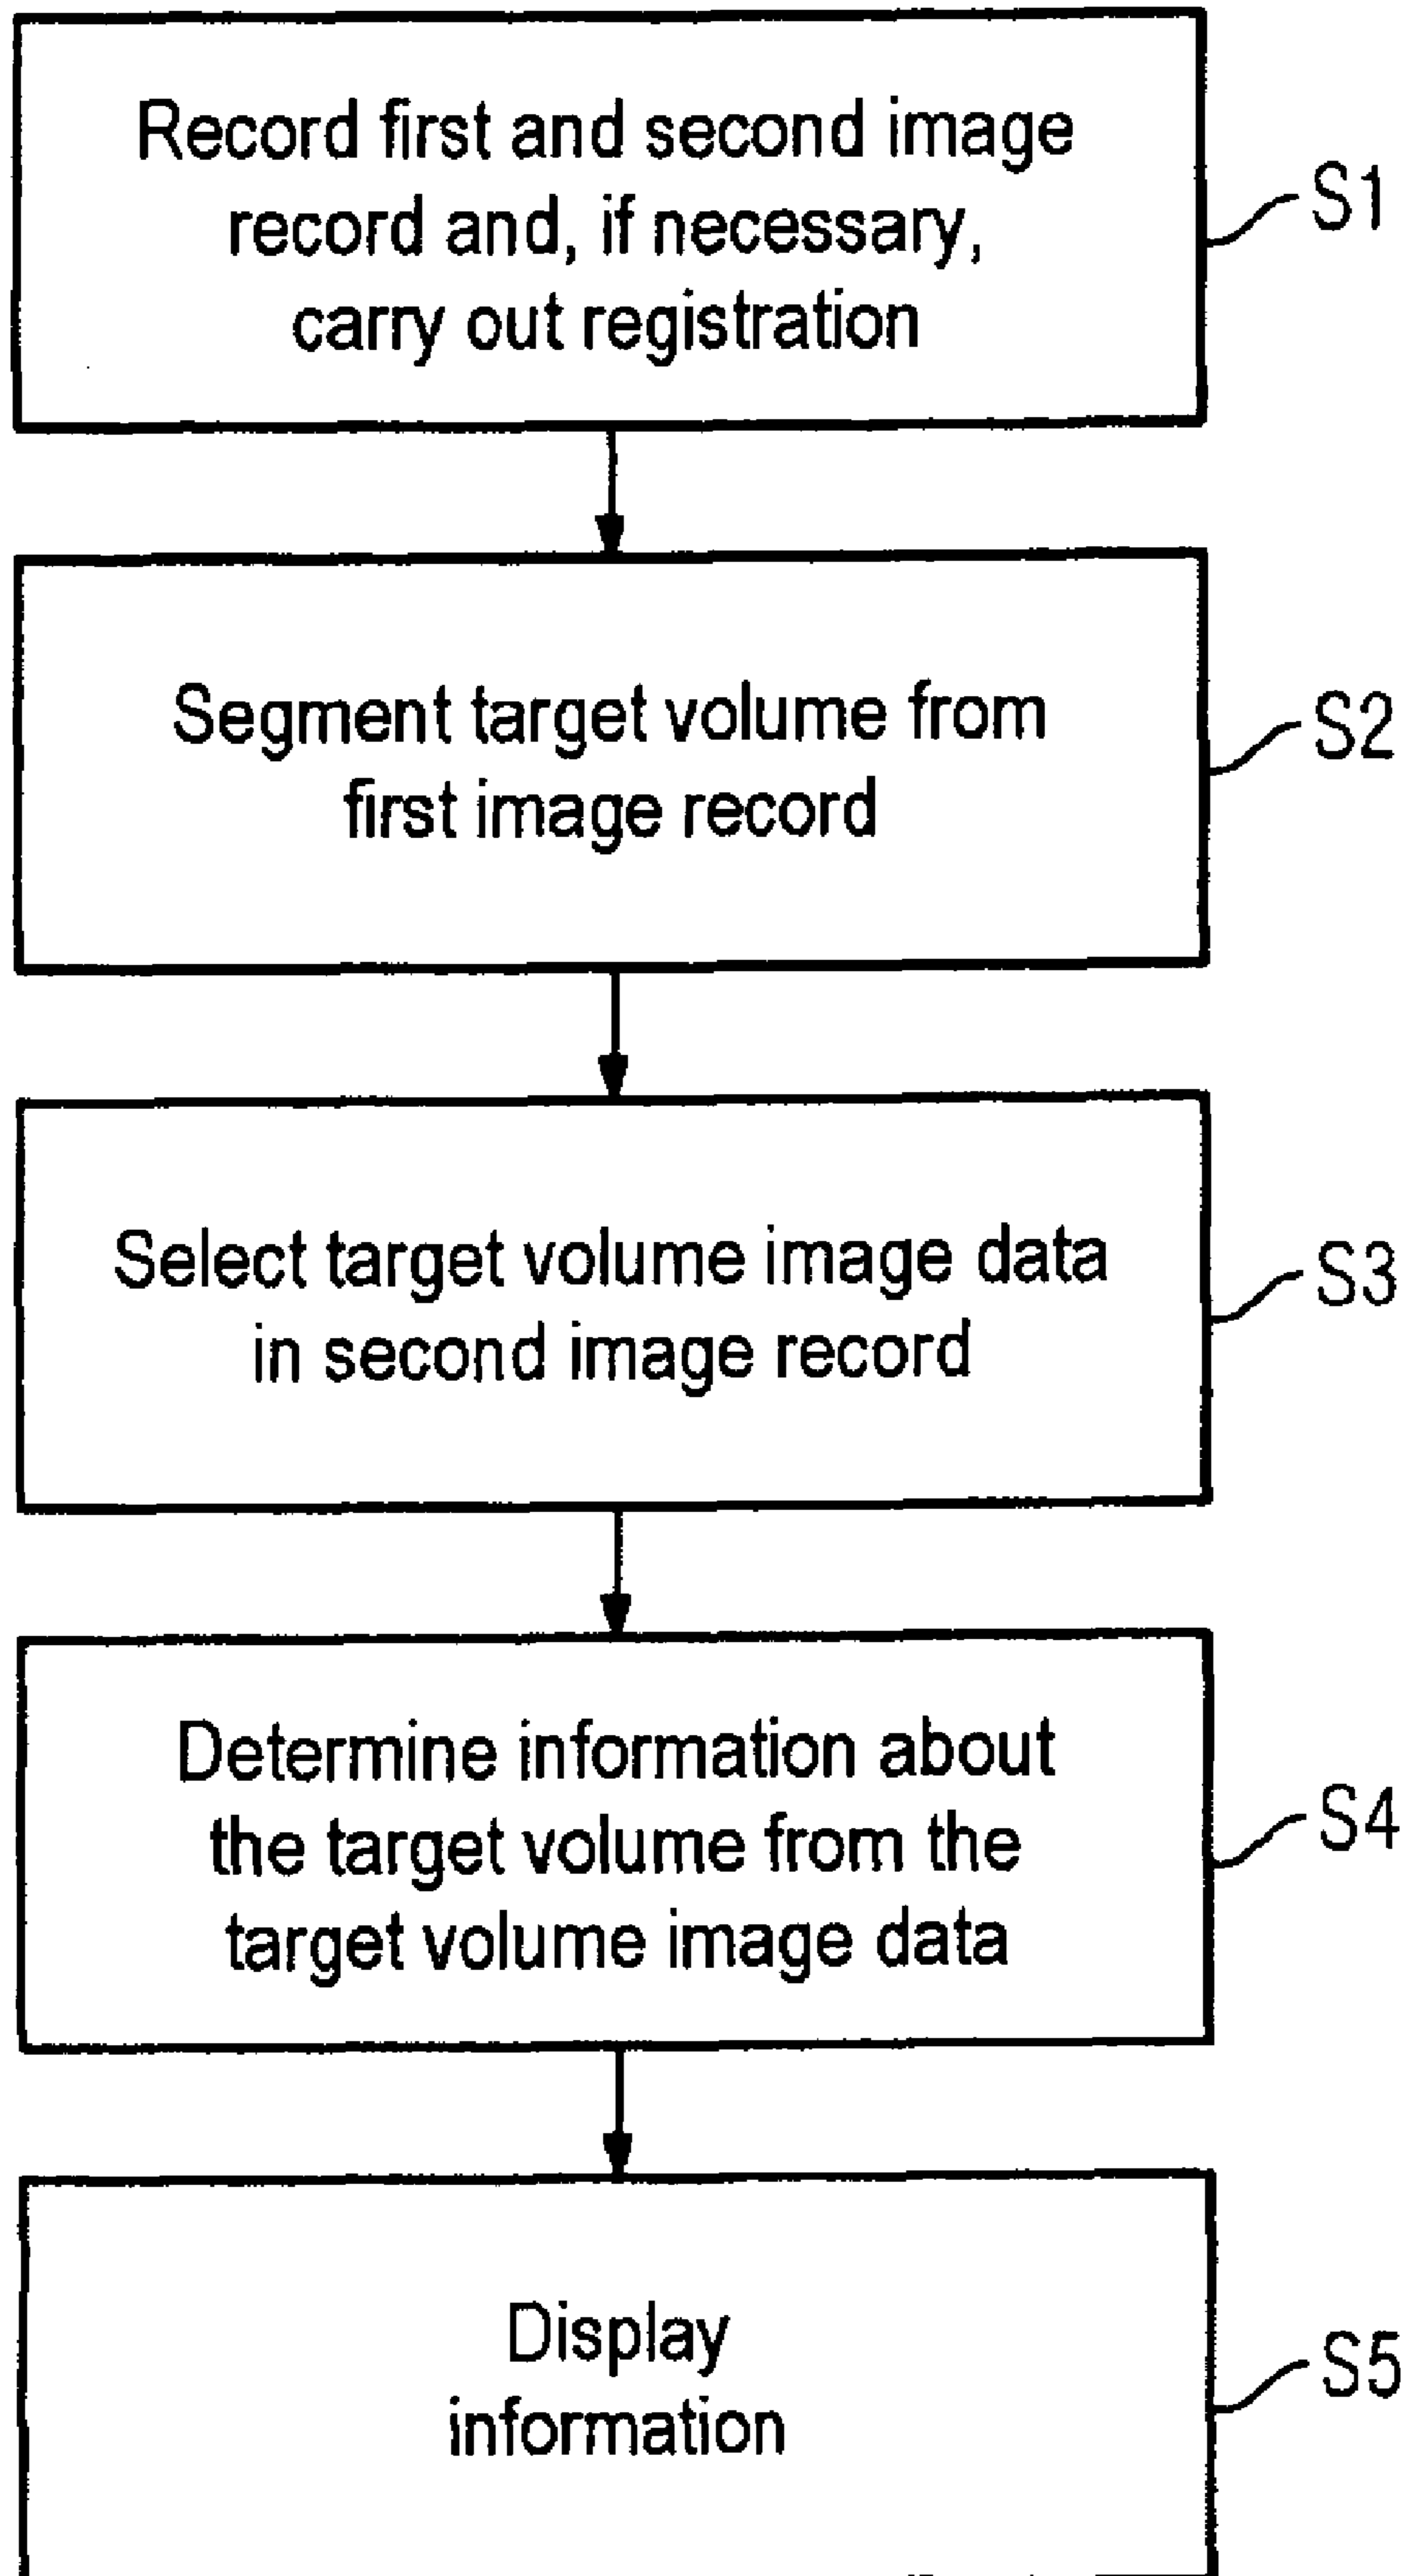 Record first and second image
record and, if necessary,
carry out registration
S1
Segment target volume from
first image record
S2
Select target volume image data
in second image record
S3
Determine information about
the target volume from the
target volume image data
S4
Display
information
S5